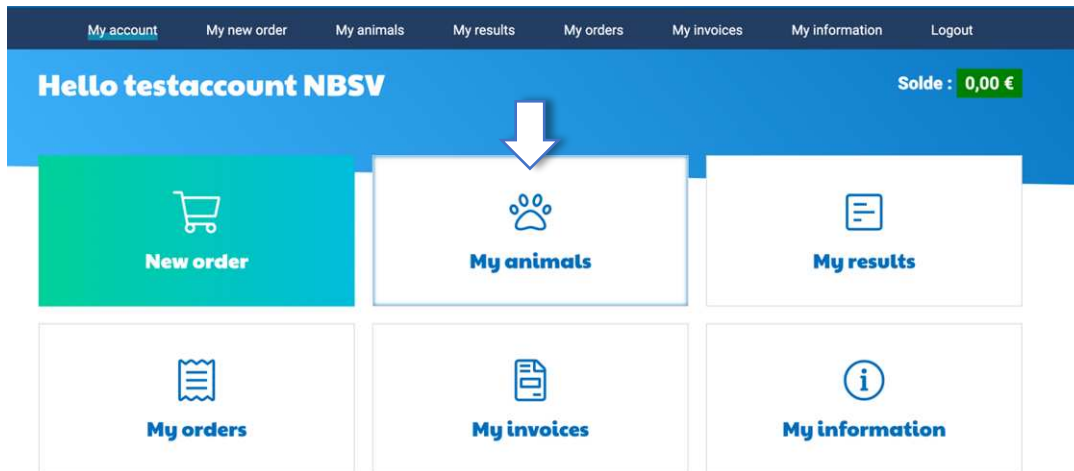 My account My new order My animals My results My orders My invoices My information Logout
Hello testaccount NBSV Solde : 0,00 €
New order My animals My results
My orders My invoices My information